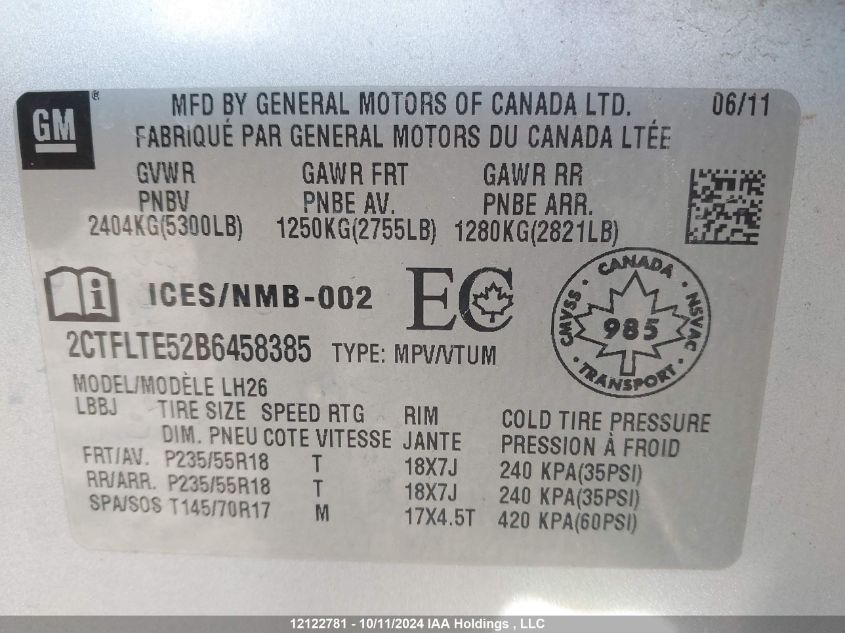 GM ® MFD BY GENERAL MOTORS OF CANADA LTD. 06/11
FABRIQUÉ PAR GENERAL MOTORS DU CANADA LTÉE
GVWR GAWR FRT GAWR RR
PNBV PNBE AV. PNBE ARR.
2404KG(5300LB) 1250KG(2755LB) 1280KG(2821LB)
i ICES/NMB-002 EC
CANADA
CMVSS 985 NSVAC
TRANSPORT
2CTFLTE52B6458385 TYPE: MPV/VTUM
MODEL/MODÈLE LH26
LBBJ TIRE SIZE SPEED RTG RIM COLD TIRE PRESSURE
DIM. PNEU COTE VITESSE JANTE PRESSION À FROID
FRT/AV. P235/55R18 T 18X7J 240 KPA(35PSI)
RR/ARR. P235/55R18 T 18X7J 240 KPA(35PSI)
SPA/SOS T145/70R17 M 17X4.5T 420 KPA(60PSI)
12122781 - 10/11/2024 IAA Holdings , LLC